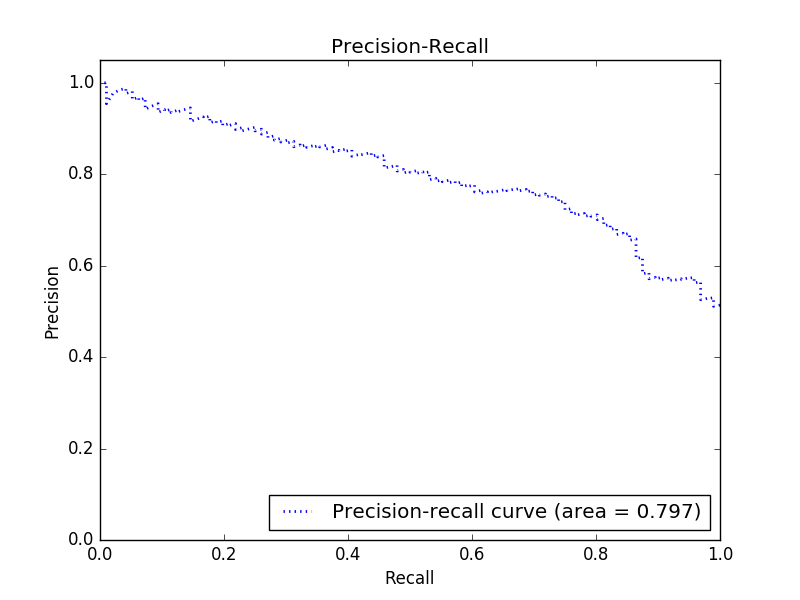 Precision-Recall
1.0
0.8
0.6
0.4
0.2
0.0
Precision
0.0 0.2 0.4 0.6 0.8 1.0
Recall
Precision-recall curve (area = 0.797)